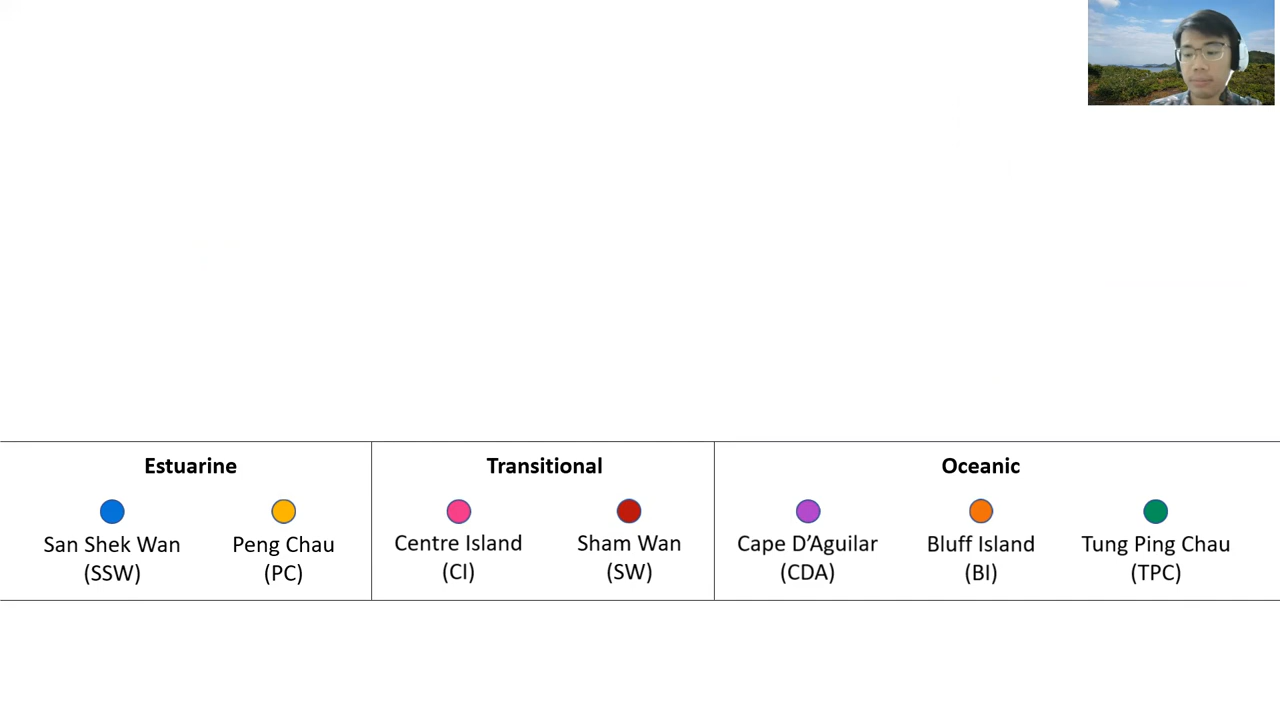 Estuarine
Transitional
Oceanic
San Shek Wan
(SSW)
Peng Chau
(PC)
Centre Island
(CI)
Sham Wan
(SW)
Cape D’Aguilar
(CDA)
Bluff Island
(BI)
Tung Ping Chau
(TPC)